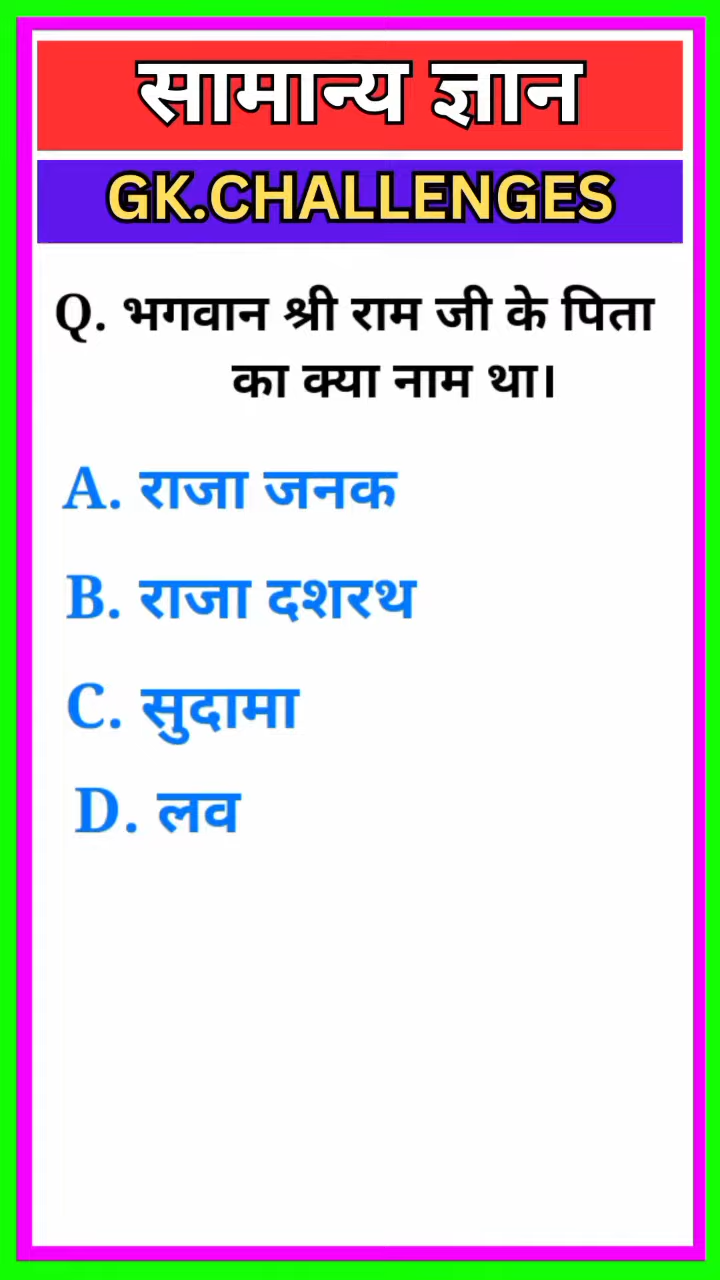 सामान्य ज्ञान
GK.CHALLENGES
Q. भगवान श्री राम जी के पिता
का क्या नाम था।
A. राजा जनक
B. राजा दशरथ
C. सुदामा
D. लव